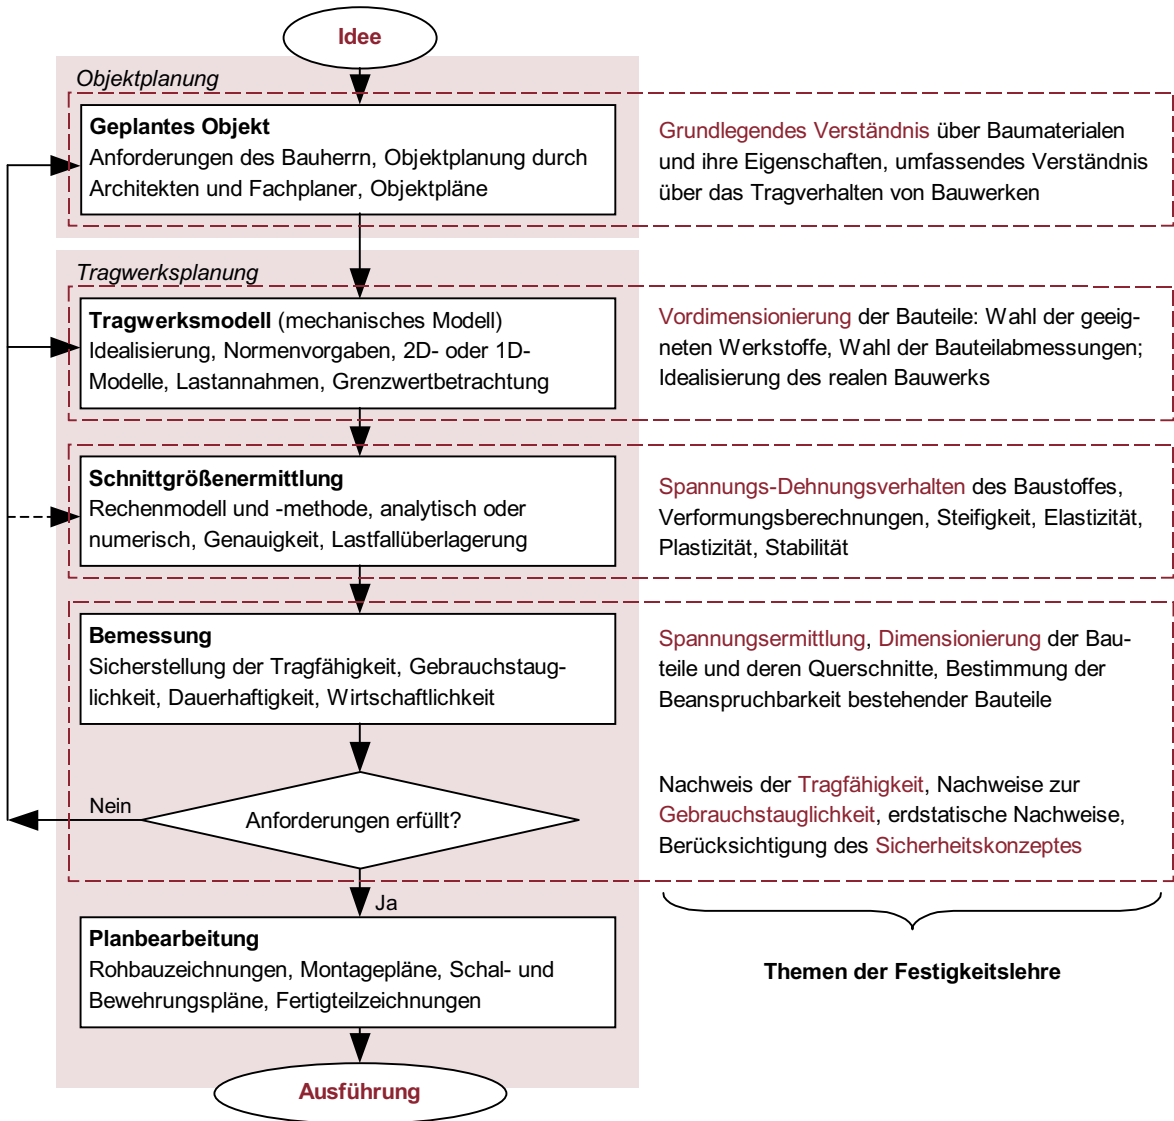 Idee
Objektplanung
Geplantes Objekt
Anforderungen des Bauherrn, Objektplanung durch
Architekten und Fachplaner, Objektpläne
Grundlegendes Verständnis über Baumaterialen
und ihre Eigenschaften, umfassendes Verständnis
über das Tragverhalten von Bauwerken
Tragwerksplanung
Tragwerksmodell (mechanisches Modell)
Idealisierung, Normenvorgaben, 2D- oder 1D-
Modelle, Lastannahmen, Grenzwertbetrachtung
Vordimensionierung der Bauteile: Wahl der geeig-
neten Werkstoffe, Wahl der Bauteilabmessungen;
Idealisierung des realen Bauwerks
Schnittgrößenermittlung
Rechenmodell und -methode, analytisch oder
numerisch, Genauigkeit, Lastfallüberlagerung
Spannungs-Dehnungsverhalten des Baustoffes,
Verformungsberechnungen, Steifigkeit, Elastizität,
Plastizität, Stabilität
Bemessung
Sicherstellung der Tragfähigkeit, Gebrauchstaug-
lichkeit, Dauerhaftigkeit, Wirtschaftlichkeit
Spannungsermittlung, Dimensionierung der Bau-
teile und deren Querschnitte, Bestimmung der
Beanspruchbarkeit bestehender Bauteile
Nein
Anforderungen erfüllt?
Nachweis der Tragfähigkeit, Nachweise zur
Gebrauchstauglichkeit, erdstatische Nachweise,
Berücksichtigung des Sicherheitskonzeptes
Ja
Planbearbeitung
Rohbauzeichnungen, Montagepläne, Schal- und
Bewehrungspläne, Fertigteilzeichnungen
Themen der Festigkeitslehre
Ausführung